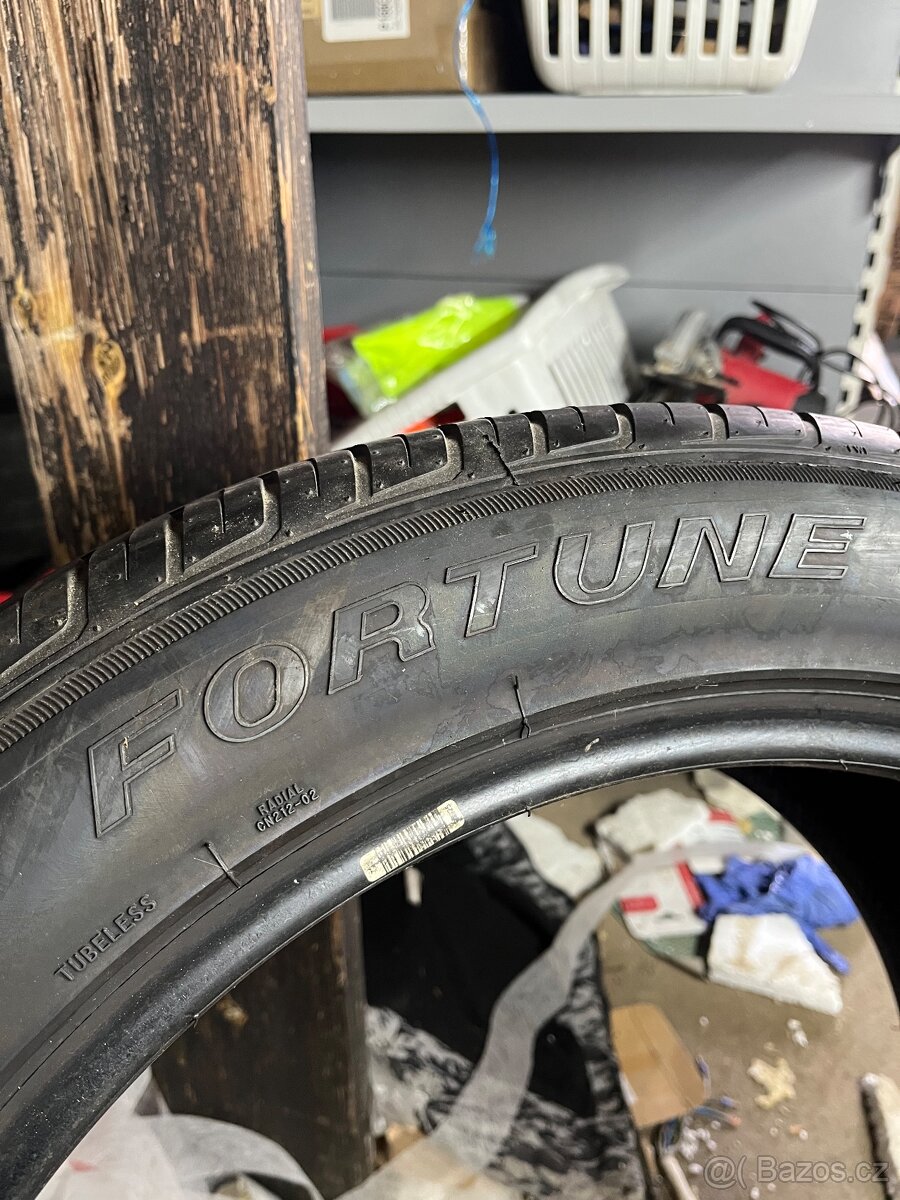 FORTUNE
RADIAL
CN212-02
TUBELESS
@( Bazos.cz